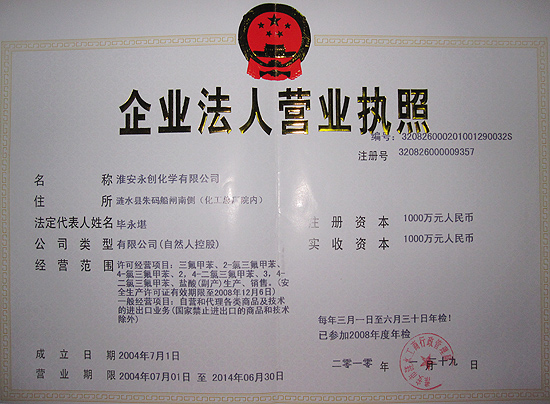 企业法人营业执照
编号:320826000201001290032S
注册号 320826000009357
名称 淮安永创化学有限公司
住所 涟水县朱码船闸南侧(化工总厂院内)
法定代表人姓名 毕永堪 注册资本 1000万元人民币
公司类型 有限公司(自然人控股) 实收资本 1000万元人民币
经营范围 许可经营项目:三氟甲苯、2-氯三氟甲苯、
4-氯三氟甲苯、2,4-二氯三氟甲苯、3,4-
二氯三氟甲苯、盐酸(副产)生产、销售。(安
全生产许可证有效期限至2008年12月6日)
一般经营项目:自营和代理各类商品及技术
的进出口业务(国家禁止进出口的商品和技术
除外)
每年三月一日至六月三十日年检!
已参加2008年度年检
成立日期 2004年7月1日
二零一零 年 月 十九 日
营业期限 2004年07月01日 至 2014年06月30日